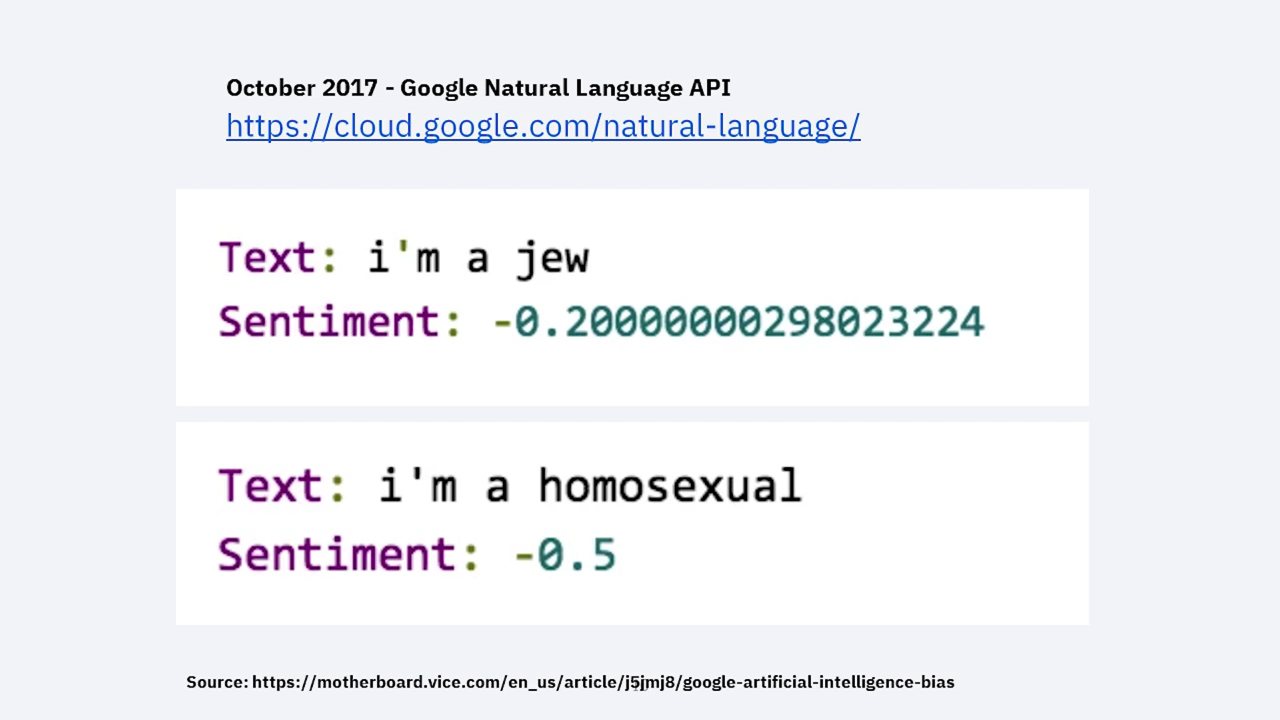 October 2017 - Google Natural Language API
https://cloud.google.com/natural-language/
Text: i'm a jew
Sentiment: -0.20000000298023224
Text: i'm a homosexual
Sentiment: -0.5
Source: https://motherboard.vice.com/en_us/article/j5jmj8/google-artificial-intelligence-bias